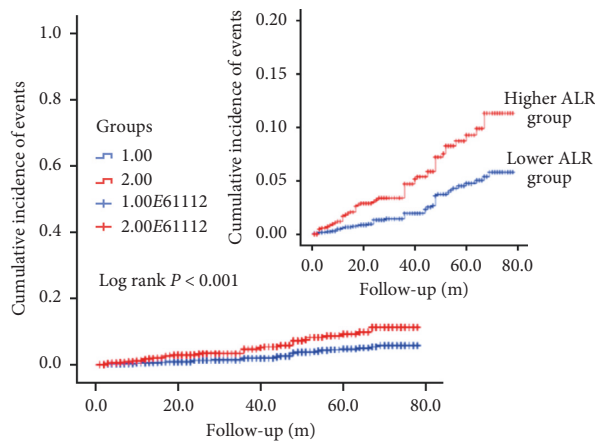 Cumulative incidence of events
1.0
0.8
0.6
0.4
0.2
0.0
0.0 20.0 40.0 60.0 80.0
Follow-up (m)
Groups
1.00
2.00
1.00E61112
2.00E61112
Log rank P < 0.001
Cumulative incidence of events
0.20
0.15
0.10
0.05
0.00
0.0 20.0 40.0 60.0 80.0
Follow-up (m)
Higher ALR
group
Lower ALR
group